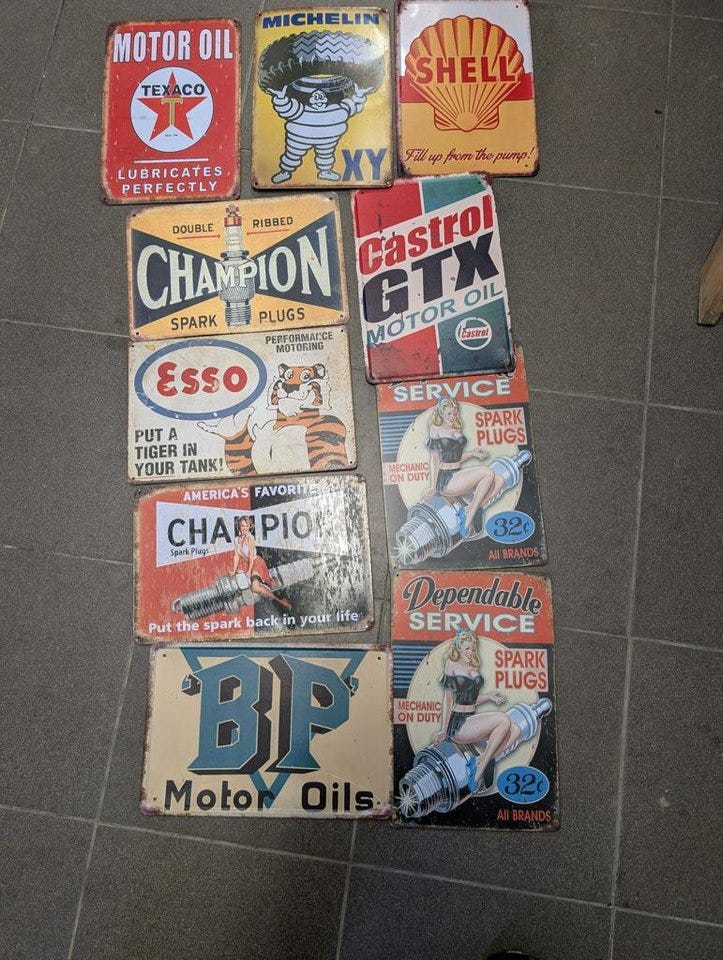 MOTOR OIL
TEXACO
T
LUBRICATES
PERFECTLY
MICHELIN
XY
SHELL
Fill up from the pump!
DOUBLE RIBBED
CHAMPION
SPARK PLUGS
Castrol
GTX
MOTOR OIL
Castrol
PERFORMANCE
MOTORING
Esso
PUT A
TIGER IN
YOUR TANK!
SERVICE
SPARK
PLUGS
MECHANIC
ON DUTY
32¢
All BRANDS
AMERICA'S FAVORITE
CHAMPION
Spark Plugs
Put the spark back in your life
Dependable
SERVICE
SPARK
PLUGS
MECHANIC
ON DUTY
32¢
All BRANDS
BP
Motor Oils